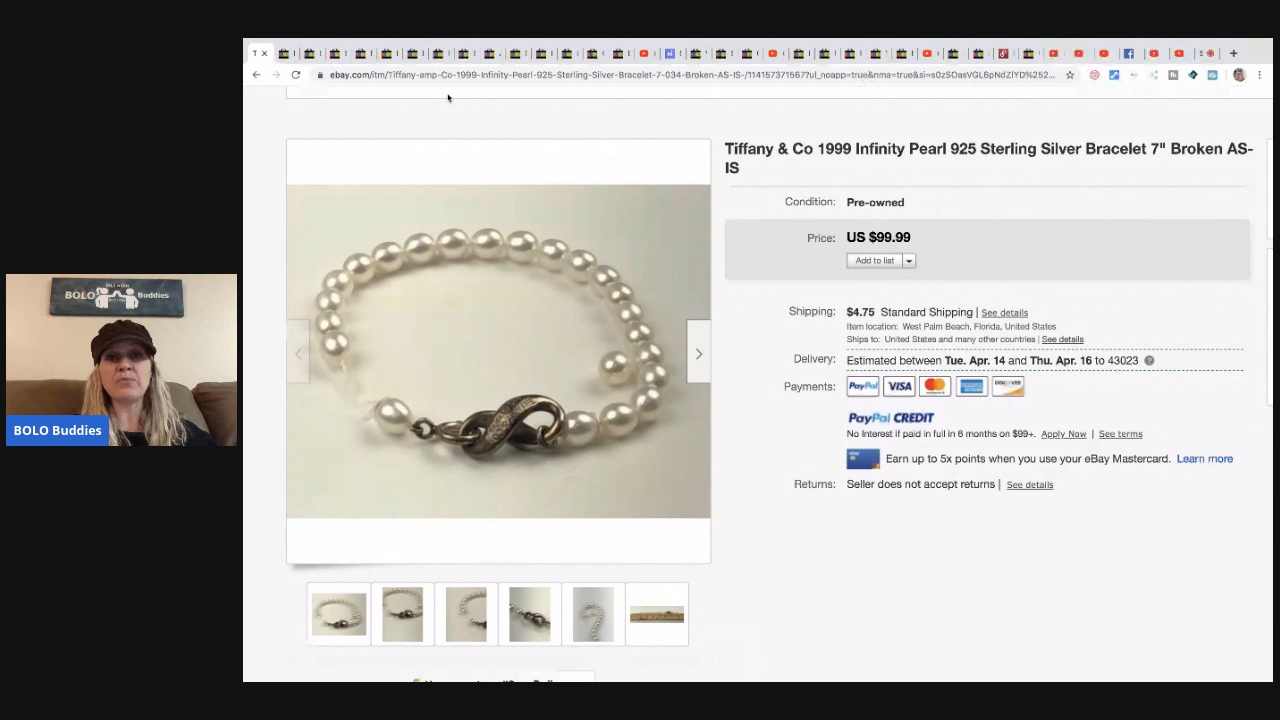 ebay.com/itm/Tiffany-amp-Co-1999-Infinity-Pearl-925-Sterling-Silver-Bracelet-7-034-Broken-AS-IS-/114157371567?ul_noapp=true&nma=true&si=s0zSOasVGL6pNdZlYD%252...
Tiffany & Co 1999 Infinity Pearl 925 Sterling Silver Bracelet 7" Broken AS-
IS
Condition: Pre-owned
Price: US $99.99
Add to list
Shipping: $4.75 Standard Shipping | See details
Item location: West Palm Beach, Florida, United States
Ships to: United States and many other countries | See details
Delivery: Estimated between Tue. Apr. 14 and Thu. Apr. 16 to 43023
Payments: PayPal VISA MasterCard DISCOVER
PayPal CREDIT
No Interest if paid in full in 6 months on $99+. Apply Now | See terms
Earn up to 5x points when you use your eBay Mastercard. Learn more
Returns: Seller does not accept returns | See details
BOLO Buddies
BOLO Buddies